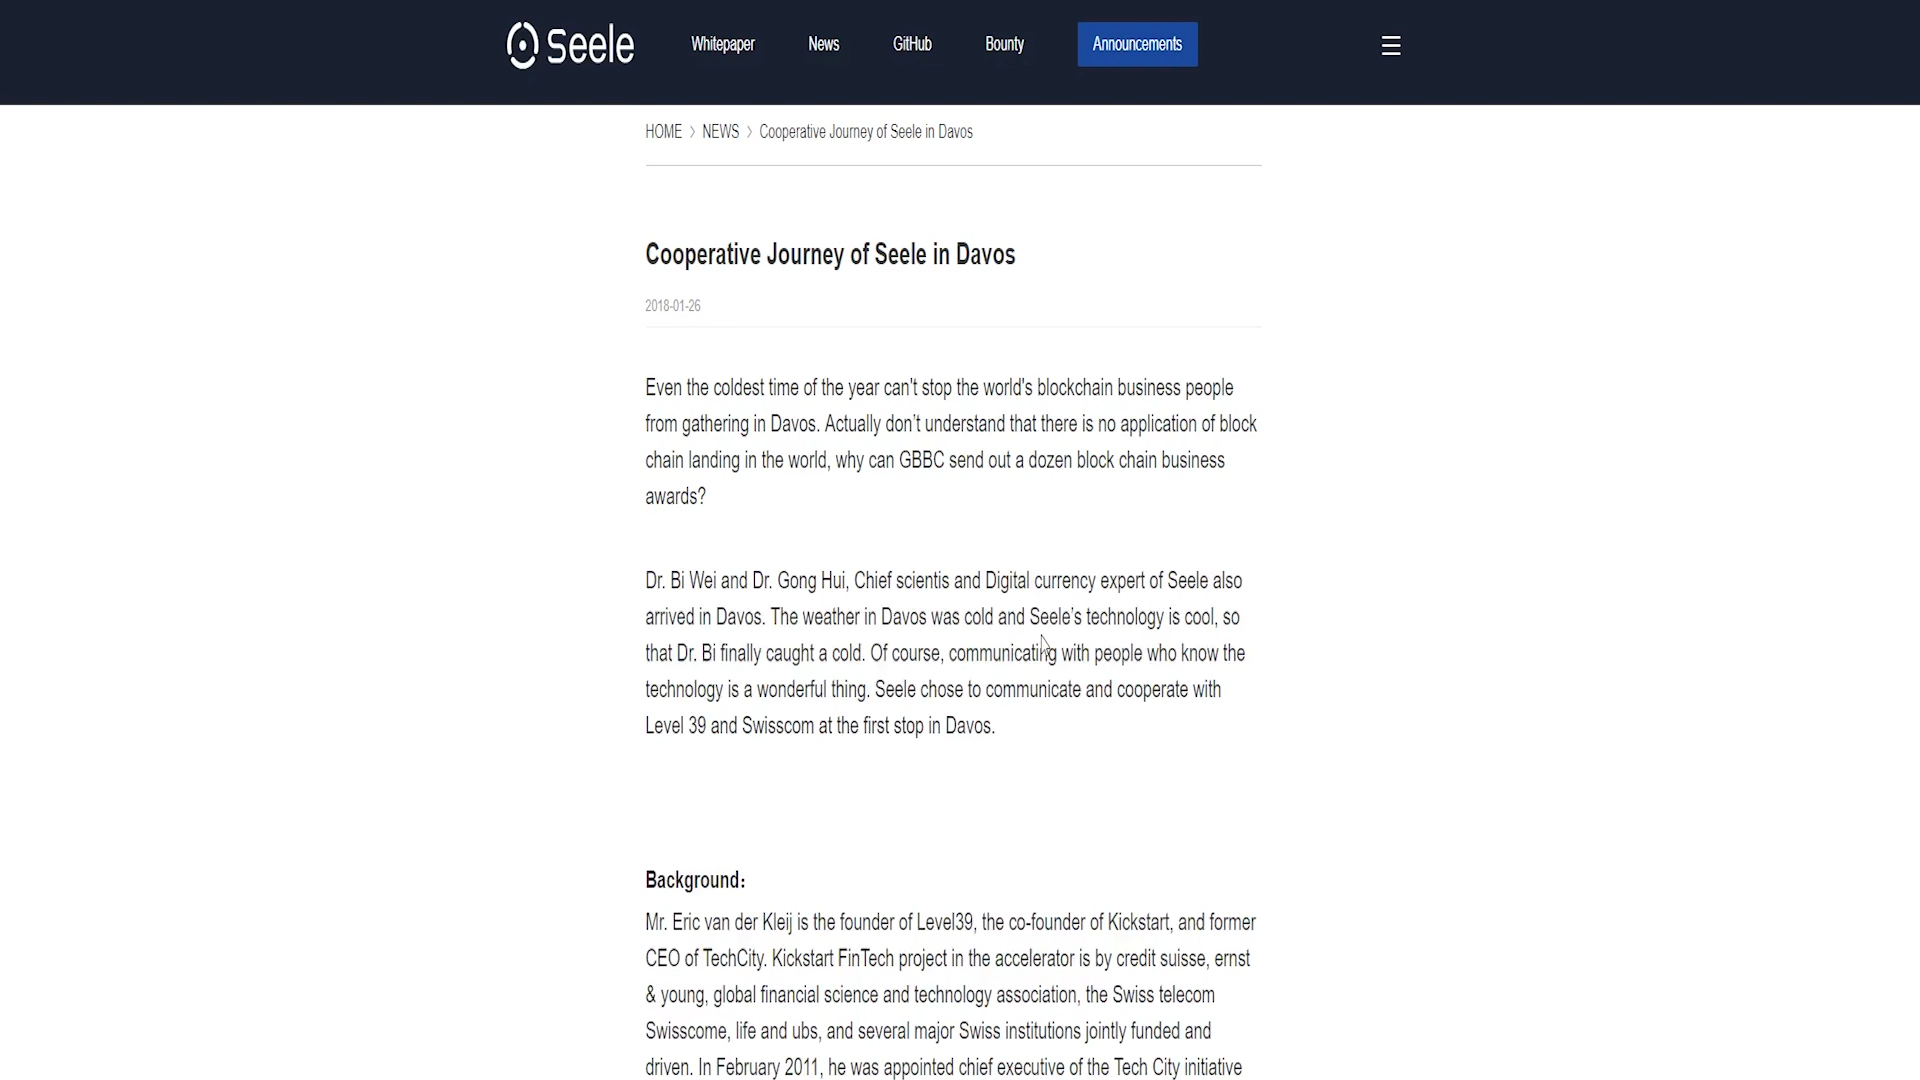 Seele Whitepaper News GitHub Bounty Announcements
HOME > NEWS > Cooperative Journey of Seele in Davos
Cooperative Journey of Seele in Davos
2018-01-26
Even the coldest time of the year can't stop the world's blockchain business people
from gathering in Davos. Actually don’t understand that there is no application of block
chain landing in the world, why can GBBC send out a dozen block chain business
awards?
Dr. Bi Wei and Dr. Gong Hui, Chief scientis and Digital currency expert of Seele also
arrived in Davos. The weather in Davos was cold and Seele’s technology is cool, so
that Dr. Bi finally caught a cold. Of course, communicating with people who know the
technology is a wonderful thing. Seele chose to communicate and cooperate with
Level 39 and Swisscom at the first stop in Davos.
Background:
Mr. Eric van der Kleij is the founder of Level39, the co-founder of Kickstart, and former
CEO of TechCity. Kickstart FinTech project in the accelerator is by credit suisse, ernst
& young, global financial science and technology association, the Swiss telecom
Swisscome, life and ubs, and several major Swiss institutions jointly funded and
driven. In February 2011, he was appointed chief executive of the Tech City initiative